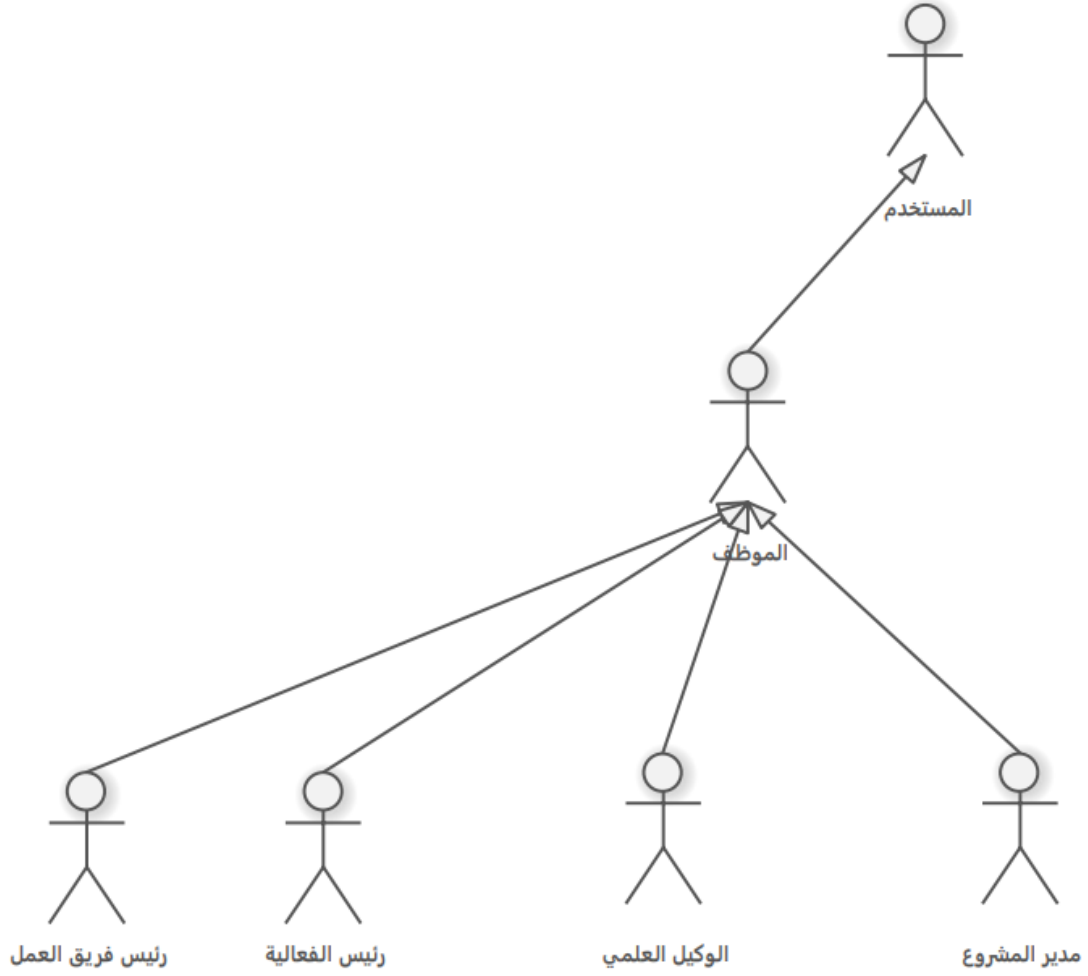 المستخدم
الموظف
مدير المشروع
الوكيل العلمي
رئيس الفعالية
رئيس فريق العمل